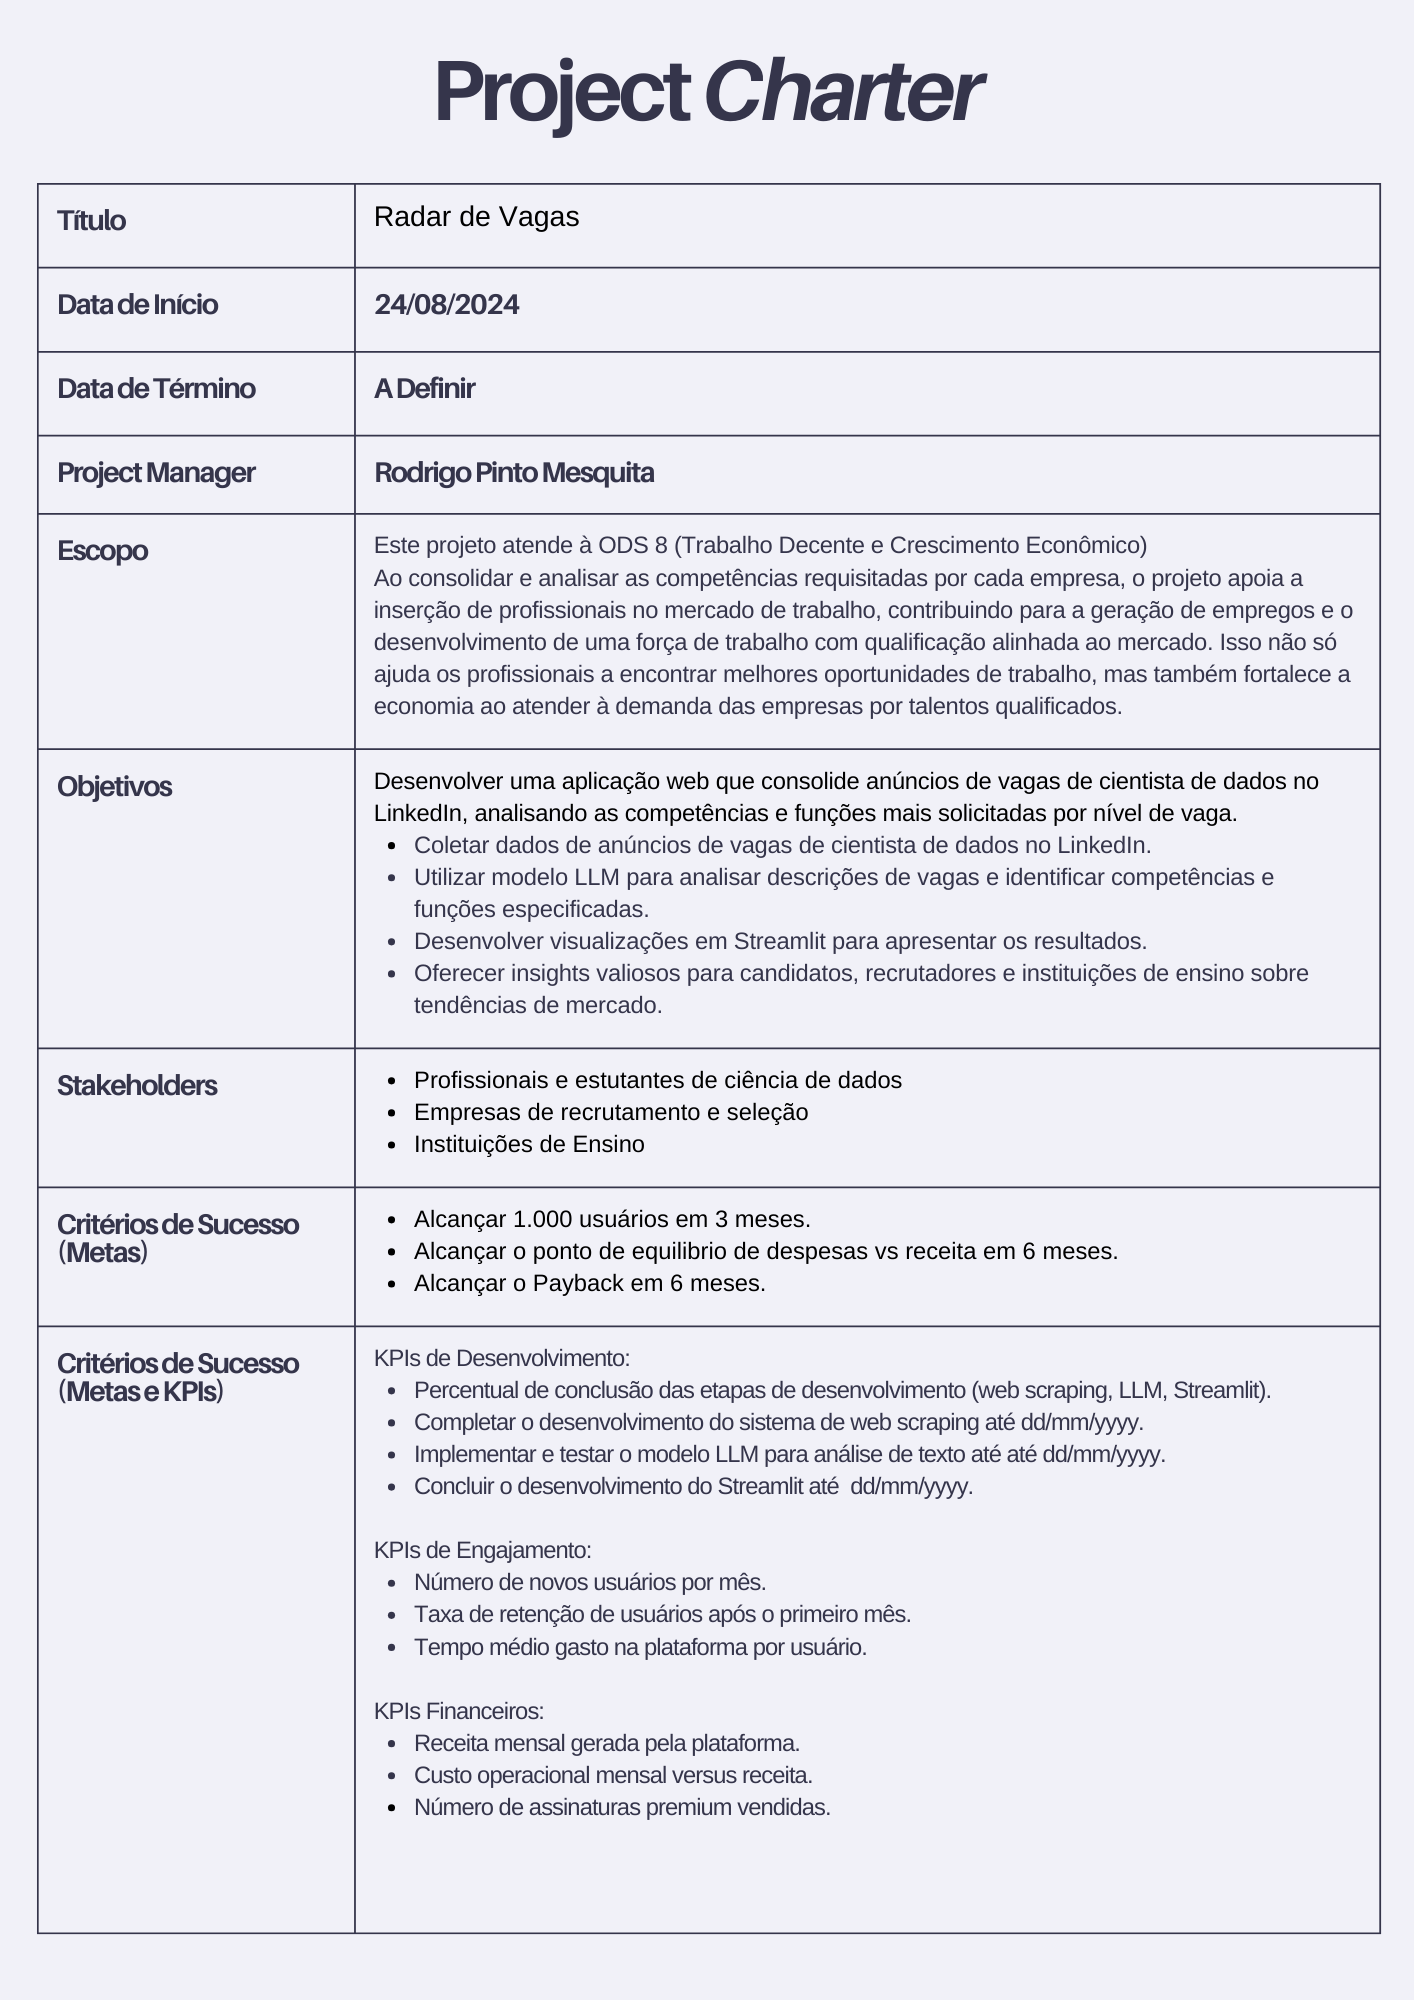 Project Charter
Título
Radar de Vagas
Data de Início
24/08/2024
Data de Término
A Definir
Project Manager
Rodrigo Pinto Mesquita
Escopo
Este projeto atende à ODS 8 (Trabalho Decente e Crescimento Econômico)
Ao consolidar e analisar as competências requisitadas por cada empresa, o projeto apoia a
inserção de profissionais no mercado de trabalho, contribuindo para a geração de empregos e o
desenvolvimento de uma força de trabalho com qualificação alinhada ao mercado. Isso não só
ajuda os profissionais a encontrar melhores oportunidades de trabalho, mas também fortalece a
economia ao atender à demanda das empresas por talentos qualificados.
Objetivos
Desenvolver uma aplicação web que consolide anúncios de vagas de cientista de dados no
LinkedIn, analisando as competências e funções mais solicitadas por nível de vaga.
• Coletar dados de anúncios de vagas de cientista de dados no LinkedIn.
• Utilizar modelo LLM para analisar descrições de vagas e identificar competências e
funções especificadas.
• Desenvolver visualizações em Streamlit para apresentar os resultados.
• Oferecer insights valiosos para candidatos, recrutadores e instituições de ensino sobre
tendências de mercado.
Stakeholders
• Profissionais e estutantes de ciência de dados
• Empresas de recrutamento e seleção
• Instituições de Ensino
Critérios de Sucesso
(Metas)
• Alcançar 1.000 usuários em 3 meses.
• Alcançar o ponto de equilibrio de despesas vs receita em 6 meses.
• Alcançar o Payback em 6 meses.
Critérios de Sucesso
(Metas e KPIs)
KPIs de Desenvolvimento:
• Percentual de conclusão das etapas de desenvolvimento (web scraping, LLM, Streamlit).
• Completar o desenvolvimento do sistema de web scraping até dd/mm/yyyy.
• Implementar e testar o modelo LLM para análise de texto até até dd/mm/yyyy.
• Concluir o desenvolvimento do Streamlit até  dd/mm/yyyy.
KPIs de Engajamento:
• Número de novos usuários por mês.
• Taxa de retenção de usuários após o primeiro mês.
• Tempo médio gasto na plataforma por usuário.
KPIs Financeiros:
• Receita mensal gerada pela plataforma.
• Custo operacional mensal versus receita.
• Número de assinaturas premium vendidas.